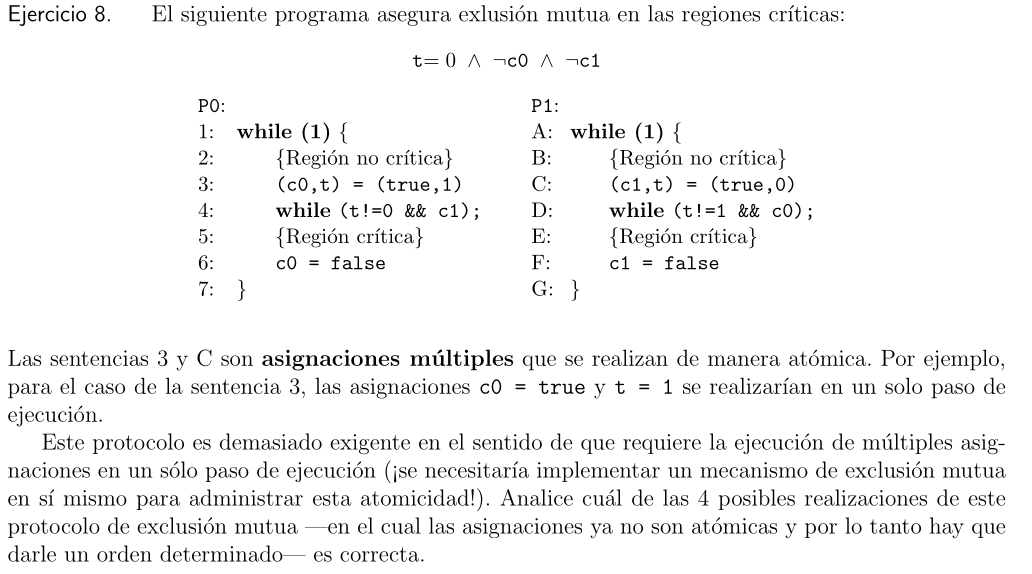 Ejercicio 8. El siguiente programa asegura exlusión mutua en las regiones críticas:
t= 0 ∧ ¬c0 ∧ ¬c1
P0:
1: while (1) {
2: {Región no crítica}
3: (c0,t) = (true,1)
4: while (t!=0 && c1);
5: {Región crítica}
6: c0 = false
7: }
P1:
A: while (1) {
B: {Región no crítica}
C: (c1,t) = (true,0)
D: while (t!=1 && c0);
E: {Región crítica}
F: c1 = false
G: }
Las sentencias 3 y C son asignaciones múltiples que se realizan de manera atómica. Por ejemplo,
para el caso de la sentencia 3, las asignaciones c0 = true y t = 1 se realizarían en un solo paso de
ejecución.
Este protocolo es demasiado exigente en el sentido de que requiere la ejecución de múltiples asig-
naciones en un sólo paso de ejecución (¡se necesitaría implementar un mecanismo de exclusión mutua
en sí mismo para administrar esta atomicidad!). Analice cuál de las 4 posibles realizaciones de este
protocolo de exclusión mutua —en el cual las asignaciones ya no son atómicas y por lo tanto hay que
darle un orden determinado— es correcta.